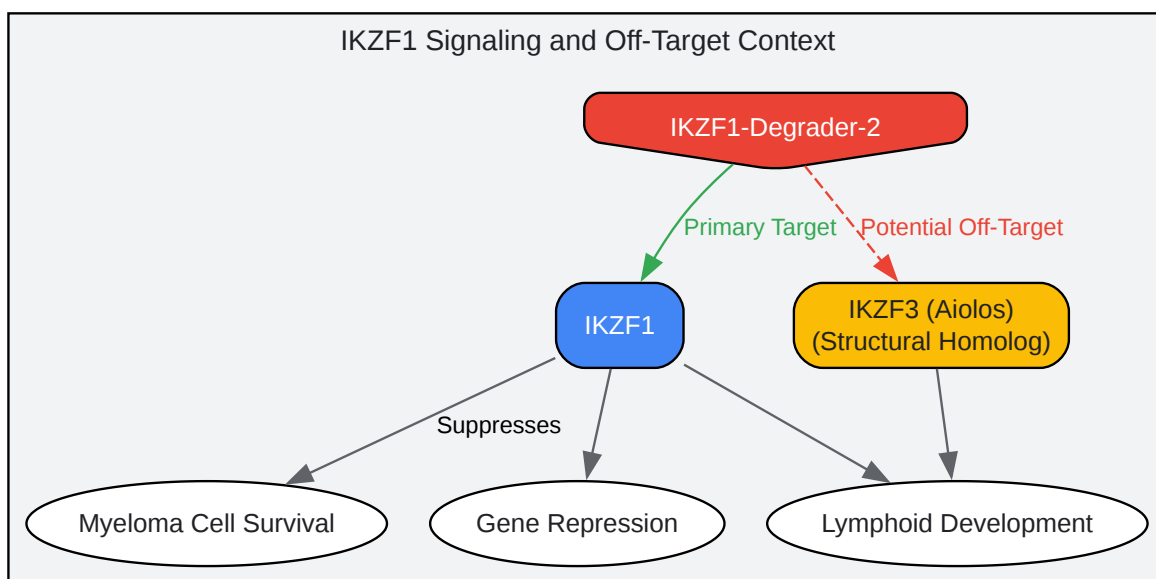 IKZF1 Signaling and Off-Target Context
IKZF1-Degrader-2
Primary Target
Potential Off-Target
IKZF1
IKZF3 (Aiolos)
(Structural Homolog)
Suppresses
Myeloma Cell Survival
Gene Repression
Lymphoid Development